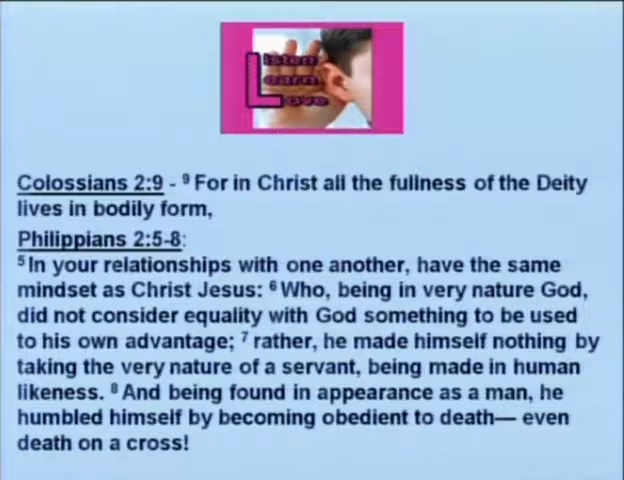 Listen
Learn
Love
Colossians 2:9 - 9 For in Christ all the fullness of the Deity
lives in bodily form,
Philippians 2:5-8:
5 In your relationships with one another, have the same
mindset as Christ Jesus: 6 Who, being in very nature God,
did not consider equality with God something to be used
to his own advantage; 7 rather, he made himself nothing by
taking the very nature of a servant, being made in human
likeness. 8 And being found in appearance as a man, he
humbled himself by becoming obedient to death— even
death on a cross!